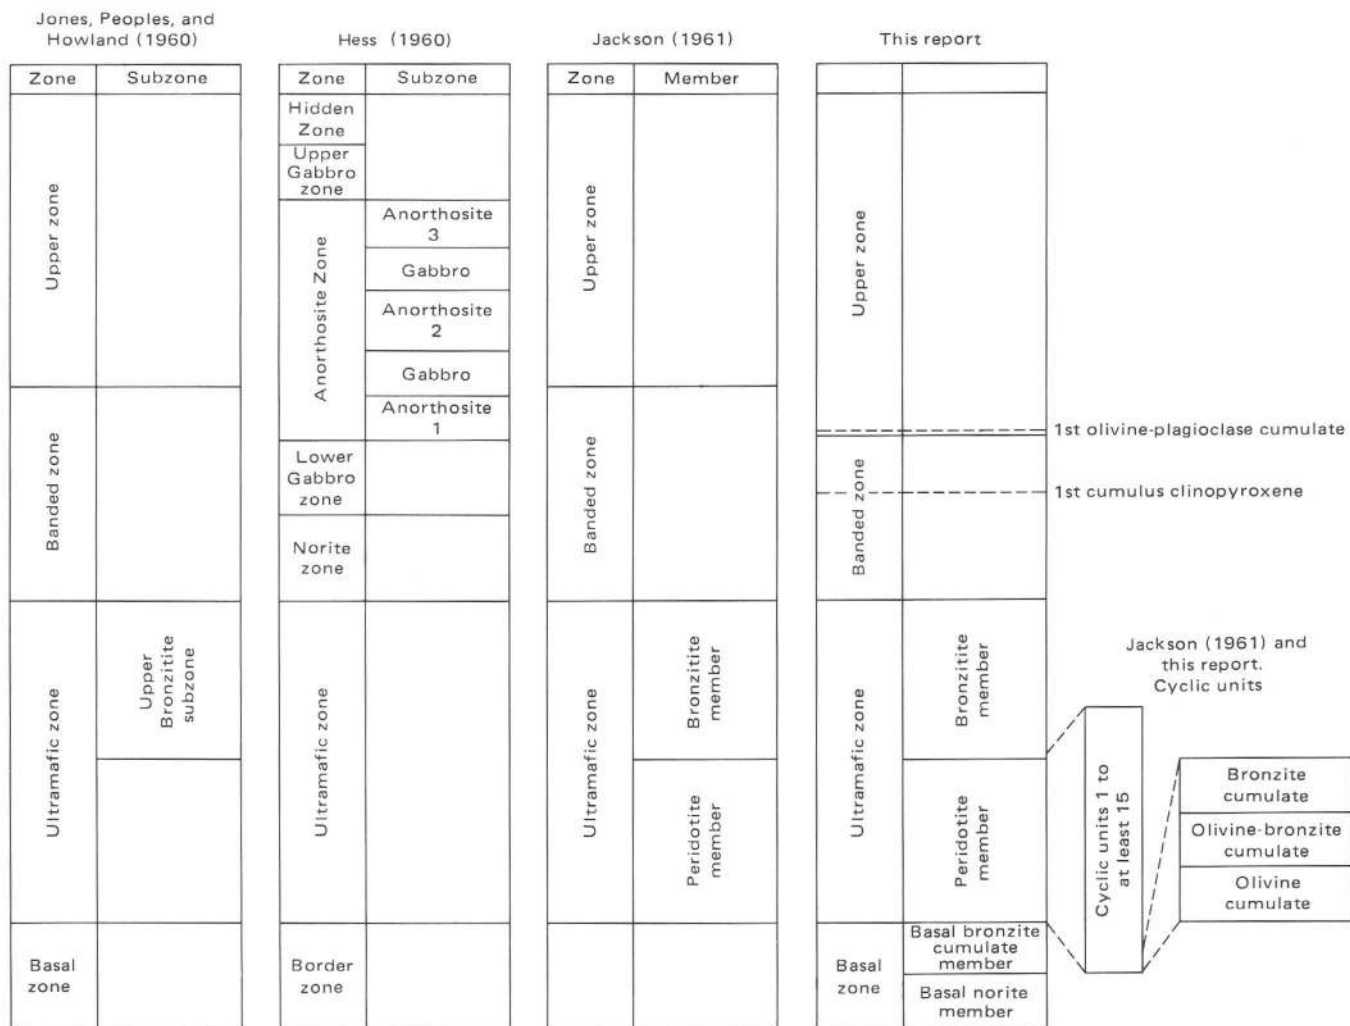 Jones, Peoples, and
Howland (1960)
Zone
Subzone
Upper zone
Banded zone
Ultramafic zone
Upper
Bronzitite
subzone
Basal
zone
Hess (1960)
Zone
Subzone
Hidden
Zone
Upper
Gabbro
zone
Anorthosite Zone
Anorthosite
3
Gabbro
Anorthosite
2
Gabbro
Anorthosite
1
Lower
Gabbro
zone
Norite
zone
Ultramafic zone
Border
zone
Jackson (1961)
Zone
Member
Upper zone
Banded zone
Ultramafic zone
Bronzitite
member
Peridotite
member
This report
Upper zone
1st olivine-plagioclase cumulate
Banded zone
1st cumulus clinopyroxene
Ultramafic zone
Bronzitite
member
Peridotite
member
Basal
zone
Basal bronzite
cumulate
member
Basal norite
member
Jackson (1961) and
this report.
Cyclic units
Cyclic units 1 to
at least 15
Bronzite
cumulate
Olivine-bronzite
cumulate
Olivine
cumulate